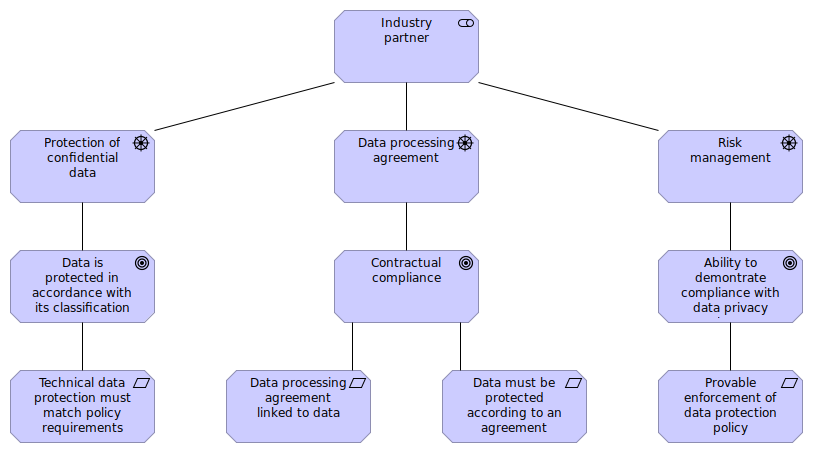 Industry
partner
Protection of
confidential
data
Data processing
agreement
Risk
management
Data is
protected in
accordance with
its classification
Contractual
compliance
Ability to
demontrate
compliance with
data privacy
Technical data
protection must
match policy
requirements
Data processing
agreement
linked to data
Data must be
protected
according to an
agreement
Provable
enforcement of
data protection
policy